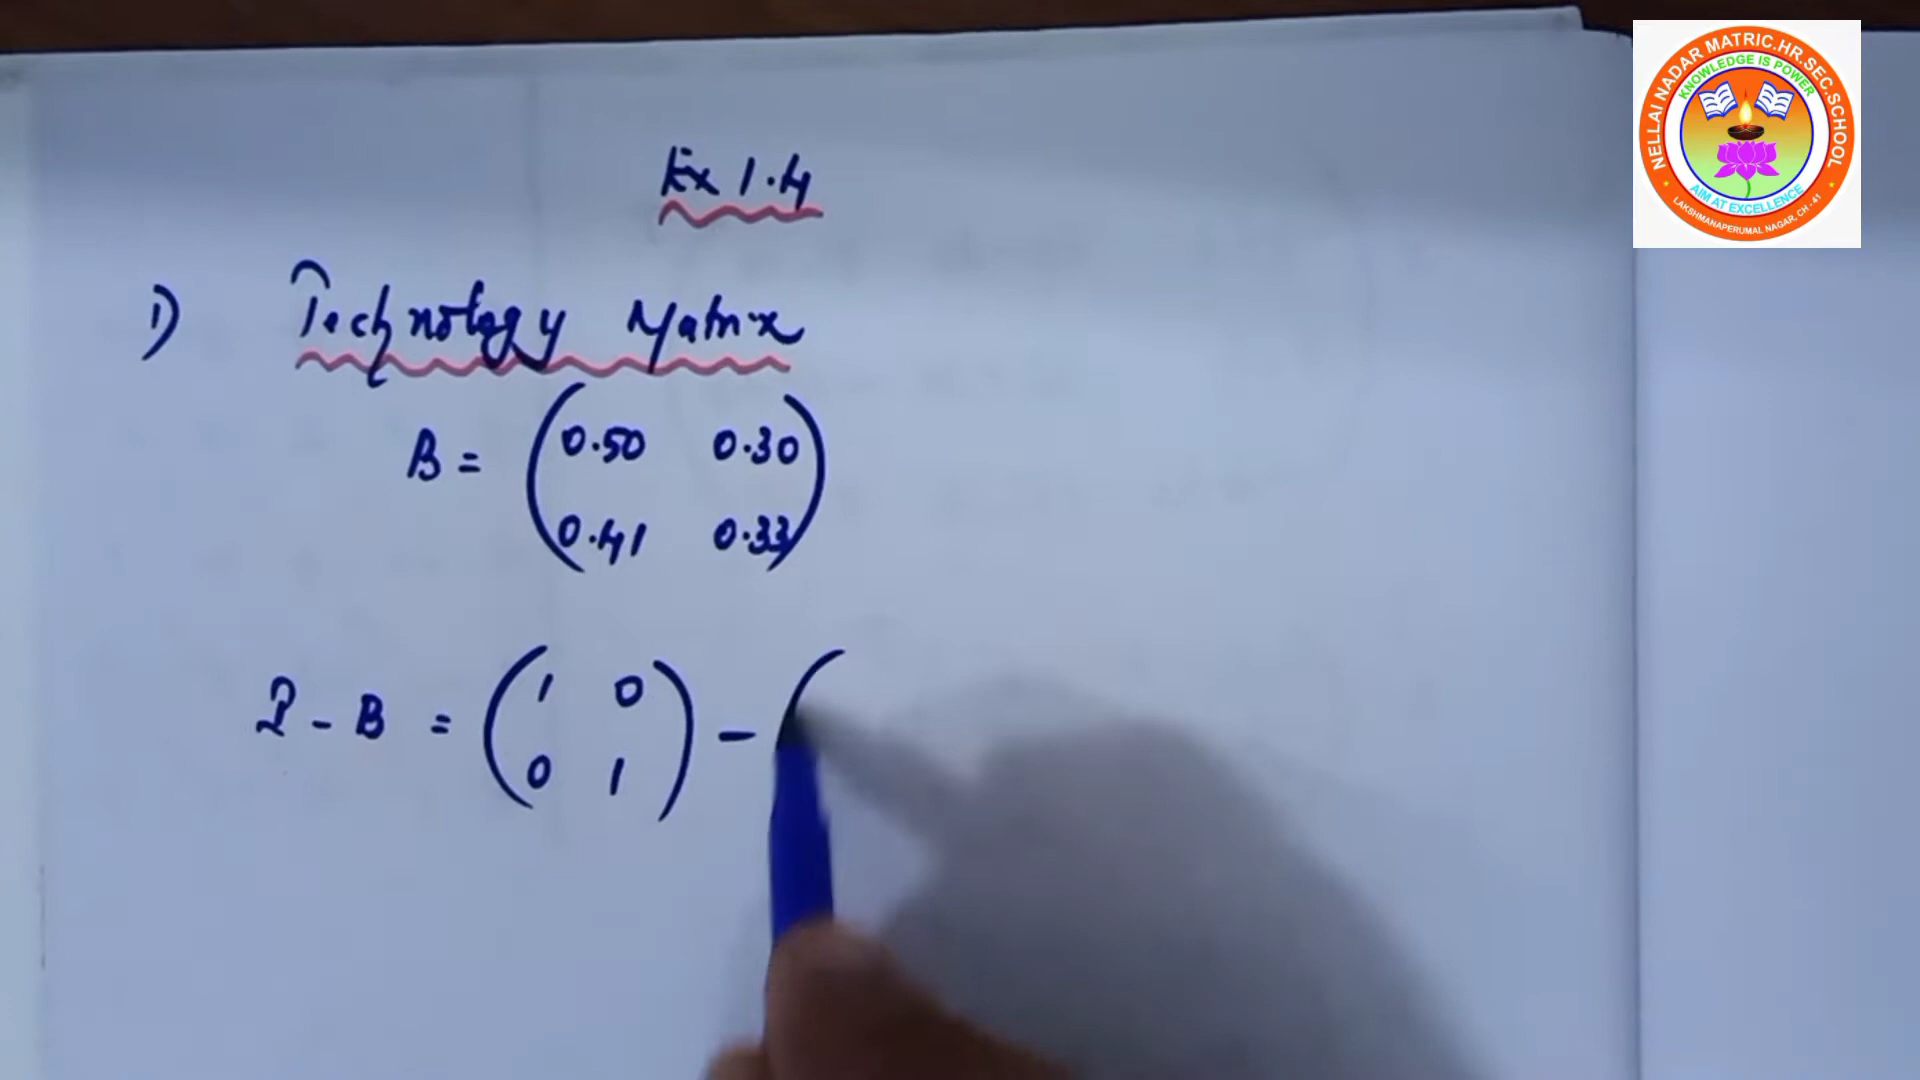 NELLAI NADAR MATRIC.HR.SEC.SCHOOL
KNOWLEDGE IS POWER
AIM AT EXCELLENCE
LAKSHMANAPERUMAL NAGAR, CH - 41
Ex 1.4
1) Technology Matrix
B = (0.50 0.30
0.41 0.33)
I - B = (1 0
0 1) - (